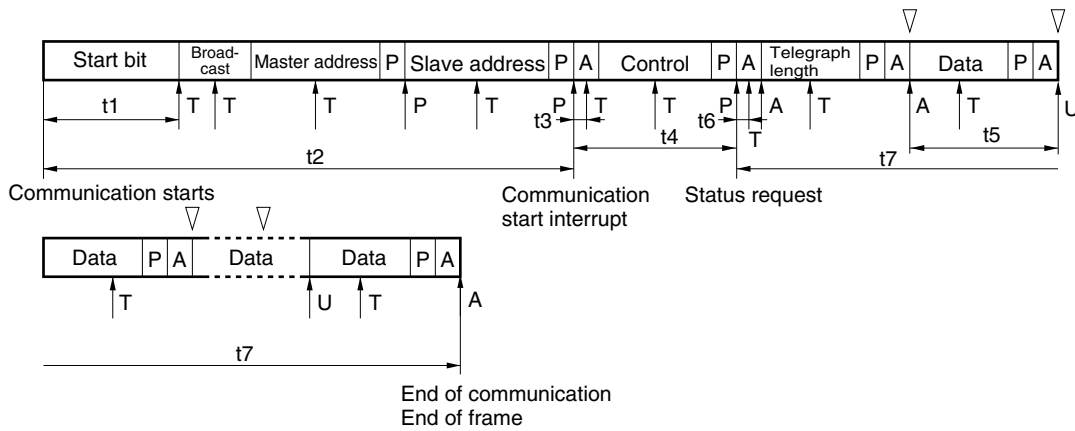 Start bit Broad- cast Master address P Slave address P A Control P A Telegraph length P A Data P A
t1 T T T P T P T T P A T A T U
t3 t6 T
t2 t4 t5
t7
Communication starts Communication start interrupt Status request
Data P A Data Data P A
T U T A
t7
End of communication
End of frame